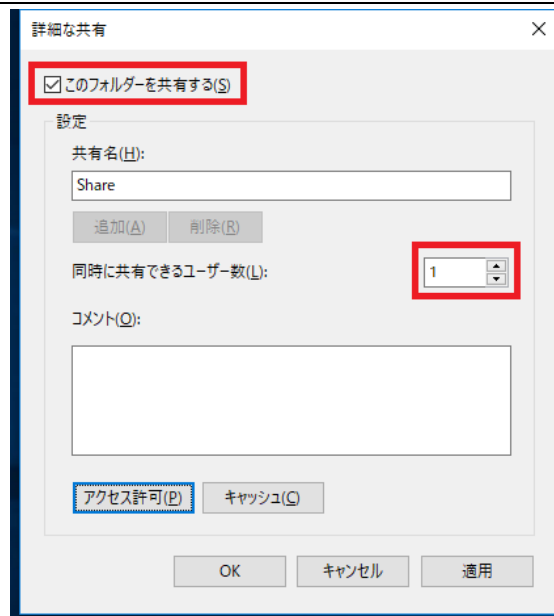 詳細な共有
このフォルダーを共有する(S)
設定
共有名(H):
Share
追加(A) 削除(R)
同時に共有できるユーザー数(L): 1
コメント(O):
アクセス許可(P) キャッシュ(C)
OK キャンセル 適用